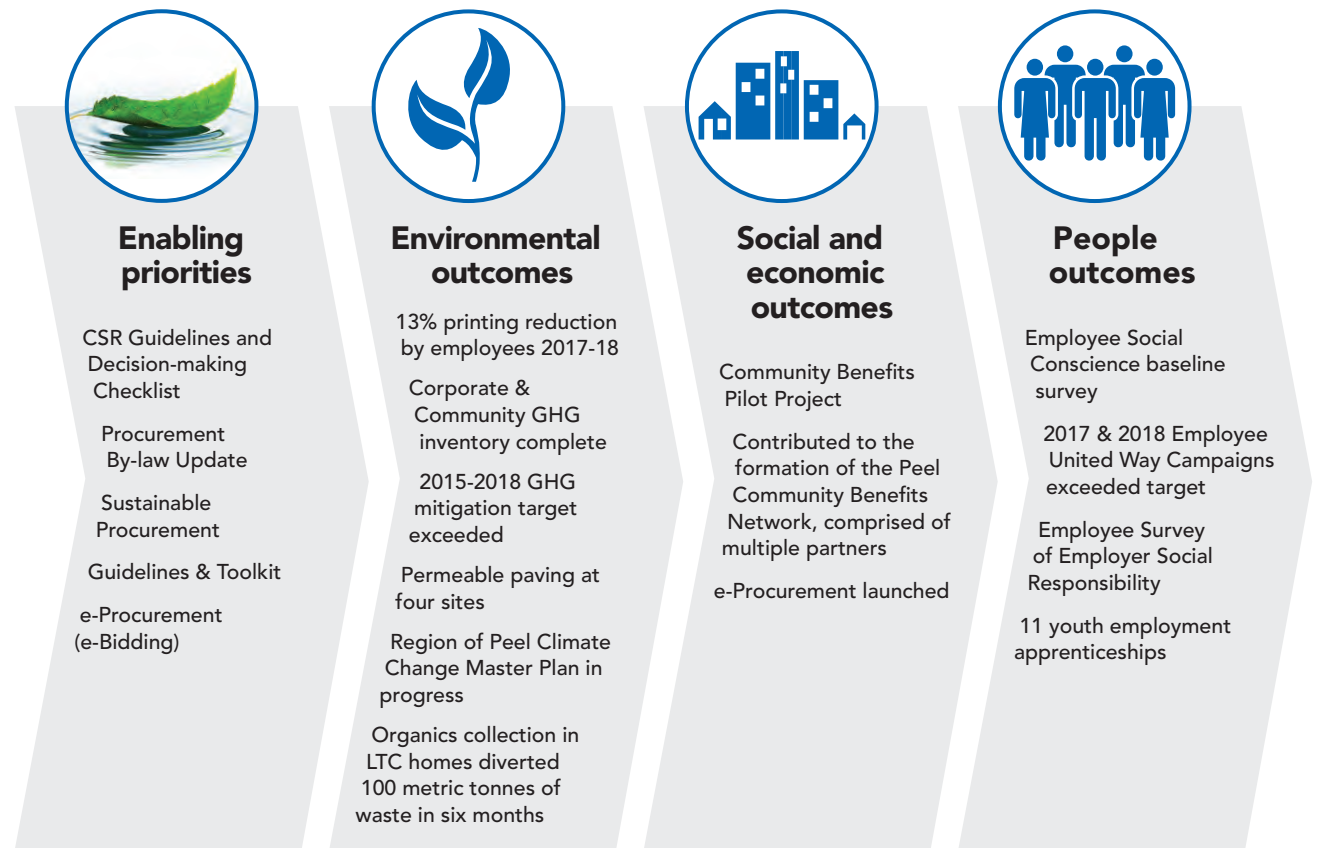 Enabling
priorities
CSR Guidelines and
Decision-making
Checklist
Procurement
By-law Update
Sustainable
Procurement
Guidelines & Toolkit
e-Procurement
(e-Bidding)
Environmental
outcomes
13% printing reduction
by employees 2017-18
Corporate &
Community GHG
inventory complete
2015-2018 GHG
mitigation target
exceeded
Permeable paving at
four sites
Region of Peel Climate
Change Master Plan in
progress
Organics collection in
LTC homes diverted
100 metric tonnes of
waste in six months
Social and
economic
outcomes
Community Benefits
Pilot Project
Contributed to the
formation of the Peel
Community Benefits
Network, comprised of
multiple partners
e-Procurement launched
People
outcomes
Employee Social
Conscience baseline
survey
2017 & 2018 Employee
United Way Campaigns
exceeded target
Employee Survey
of Employer Social
Responsibility
11 youth employment
apprenticeships